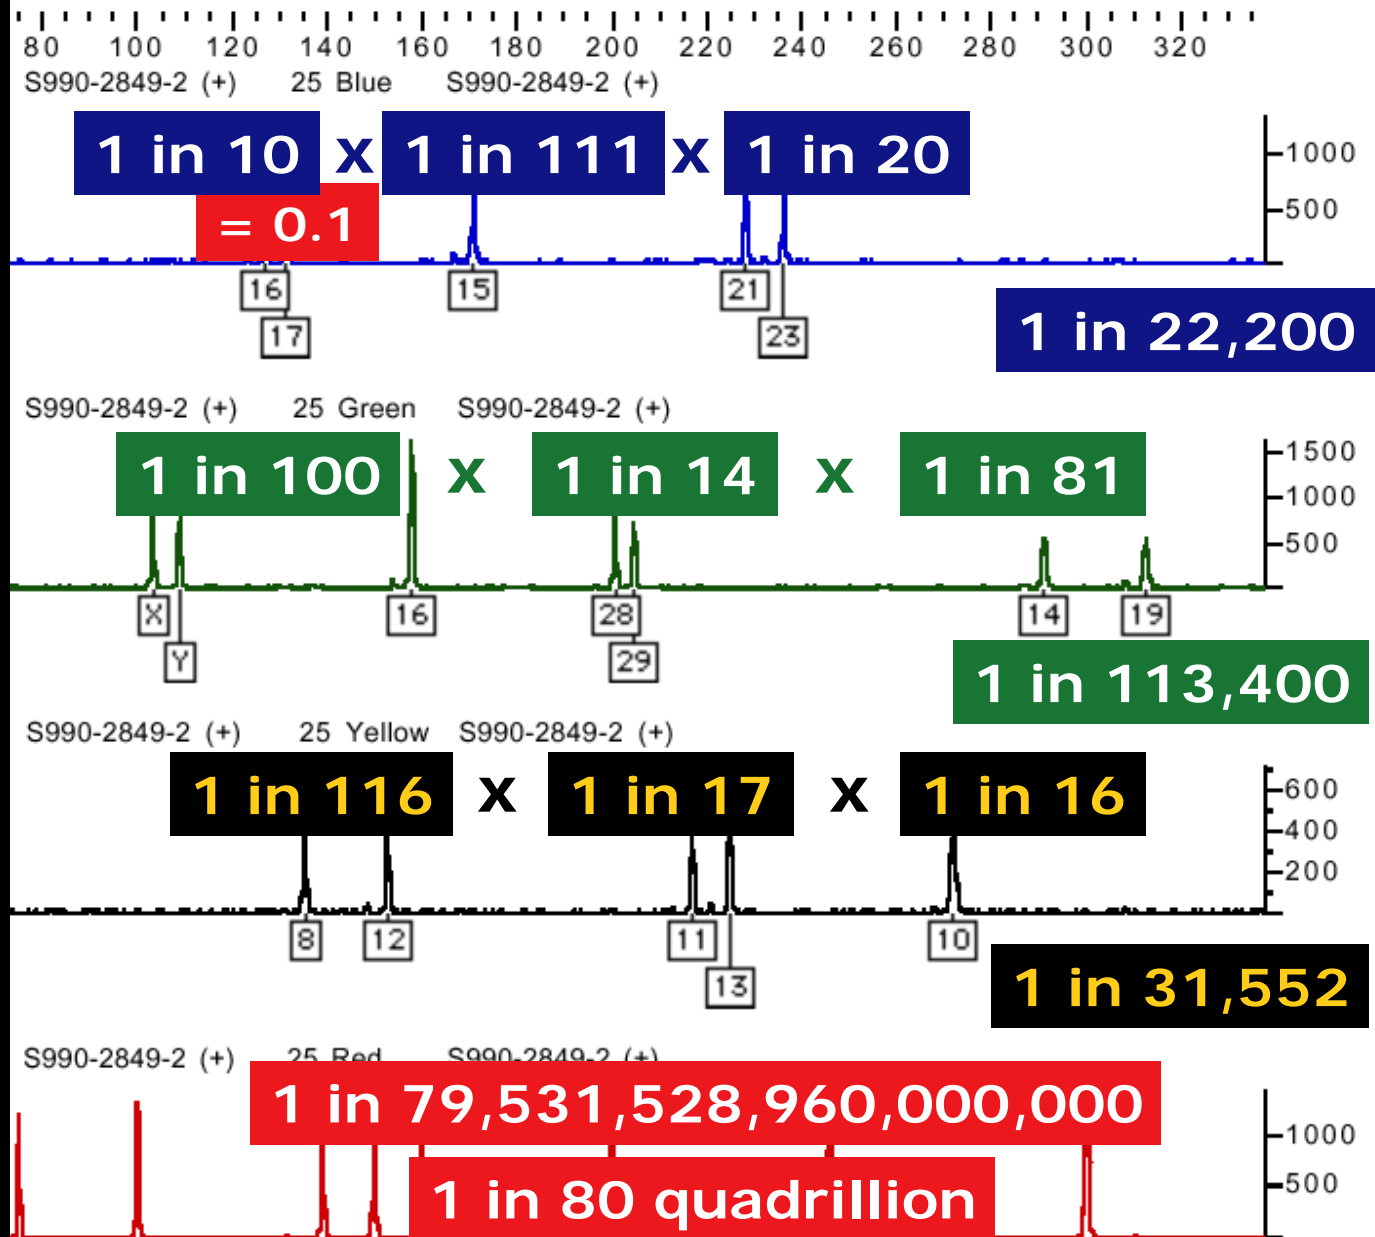 80 100 120 140 160 180 200 220 240 260 280 300 320
S990-2849-2 (+) 25 Blue S990-2849-2 (+)
1 in 10 x 1 in 111 x 1 in 20
1000
= 0.1
500
16 15 21
17 23
1 in 22,200
S990-2849-2 (+) 25 Green S990-2849-2 (+)
1 in 100 x 1 in 14 x 1 in 81
1500
1000
500
X 16 28 14 19
Y 29
1 in 113,400
S990-2849-2 (+) 25 Yellow S990-2849-2 (+)
1 in 116 x 1 in 17 x 1 in 16
600
400
200
8 12 11 10
13
1 in 31,552
S990-2849-2 (+) 25 Red S990-2849-2 (+)
1 in 79,531,528,960,000,000
1000
1 in 80 quadrillion
500